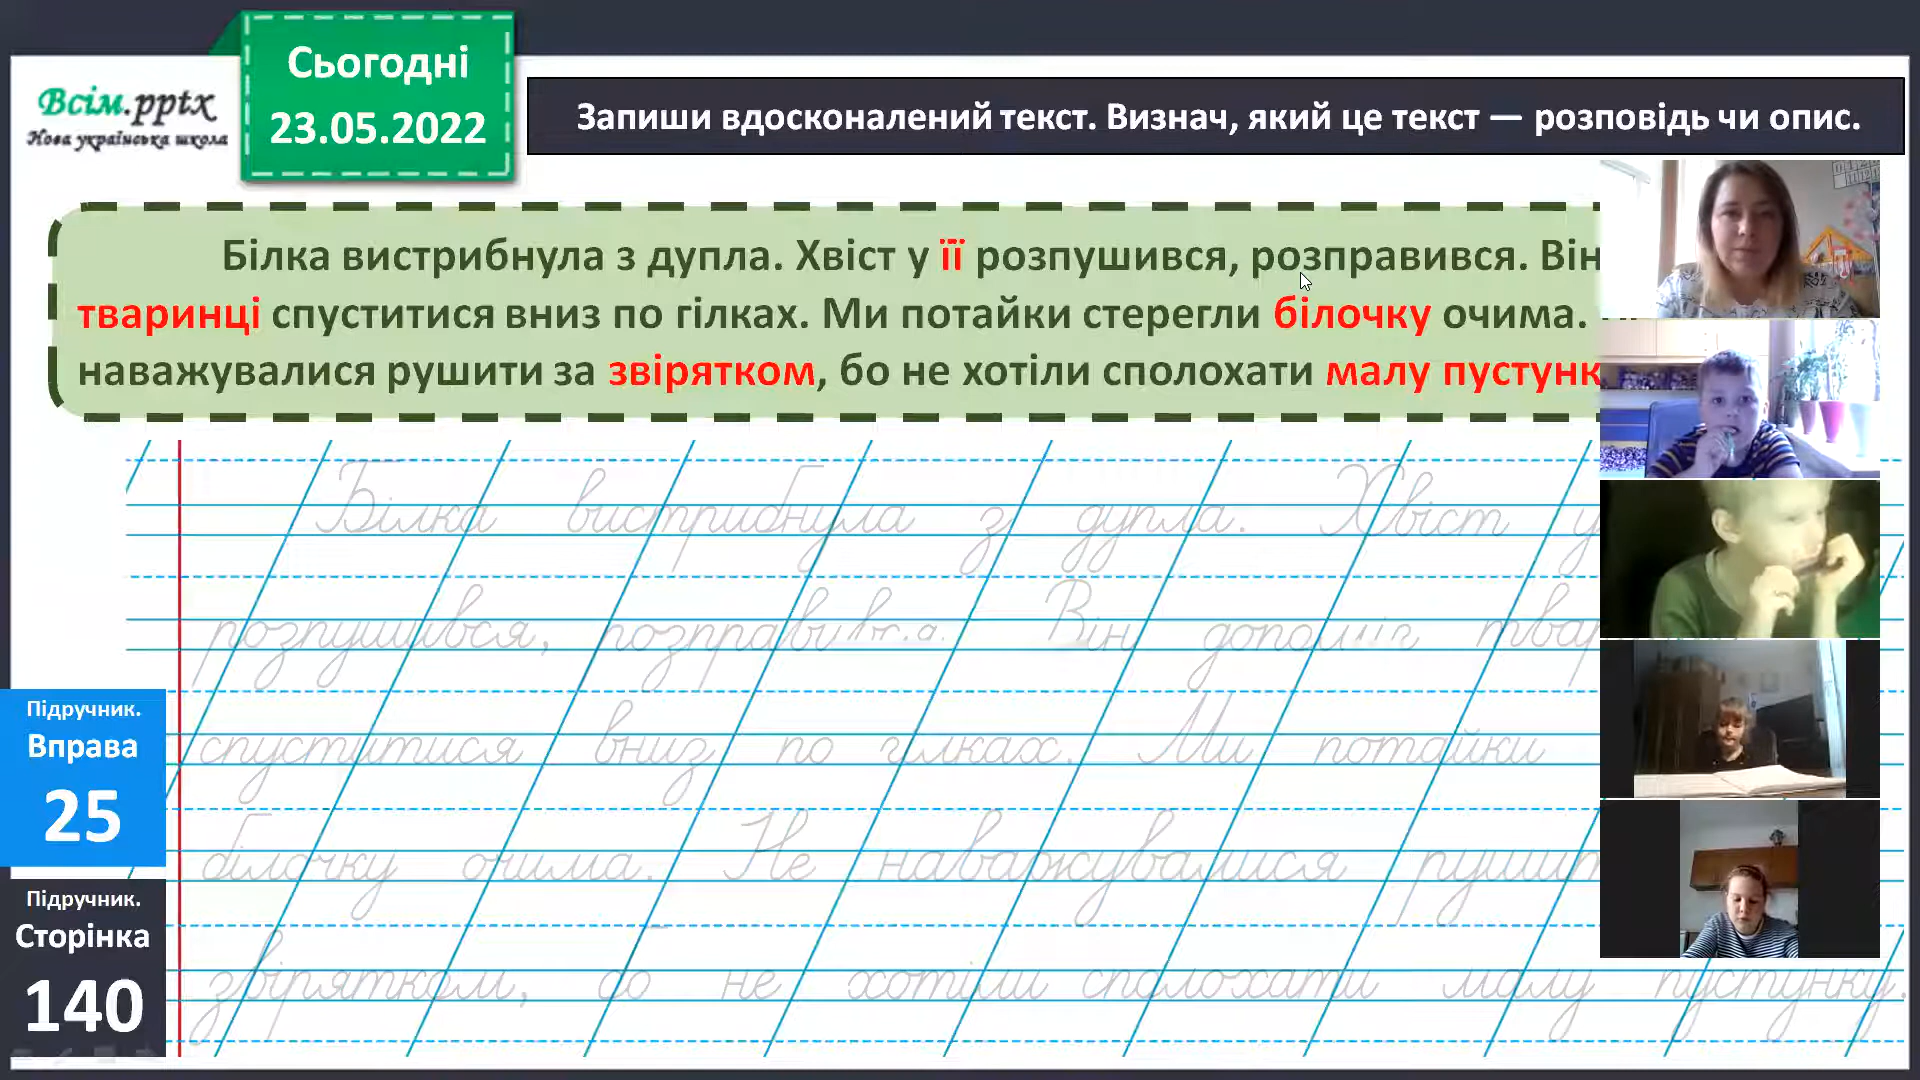 Сьогодні
23.05.2022
Всім.pptx
Нова українська школа
Запиши вдосконалений текст. Визнач, який це текст — розповідь чи опис.
Білка вистрибнула з дупла. Хвіст у її розпушився, розправився. Він
тваринці спуститися вниз по гілках. Ми потайки стерегли білочку очима.
наважувалися рушити за звірятком, бо не хотіли сполохати малу пустунк
Білка вистрибнула з дупла. Хвіст у
розпушився, розправився. Він допоміг твар
спуститися вниз по гілках. Ми потайки
білочку очима. Не наважувалися рушит
звірятком, бо не хотіли сполохати малу пустунку.
Підручник.
Вправа
25
Підручник.
Сторінка
140